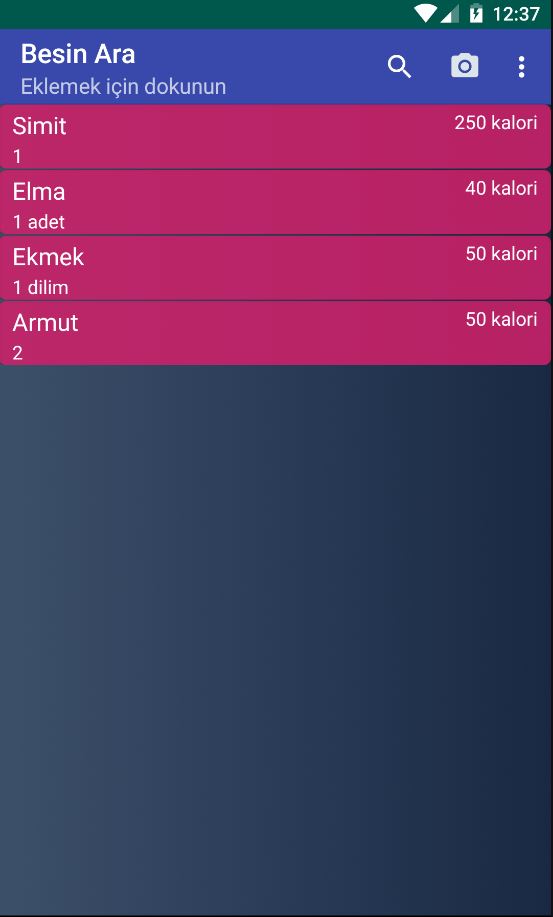 12:37
Besin Ara
Eklemek için dokunun
Simit
250 kalori
1
Elma
40 kalori
1 adet
Ekmek
50 kalori
1 dilim
Armut
50 kalori
2